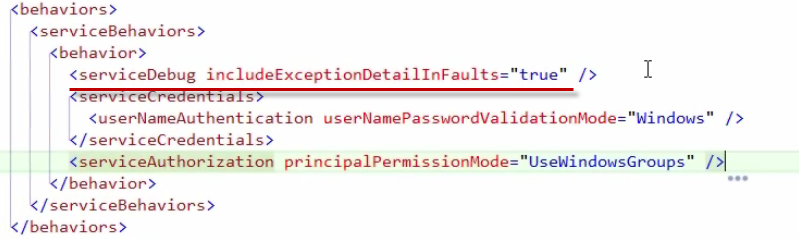 <behaviors>
<serviceBehaviors>
<behavior>
<serviceDebug includeExceptionDetailInFaults="true" />
<serviceCredentials>
<userNameAuthentication userNamePasswordValidationMode="Windows" />
</serviceCredentials>
<serviceAuthorization principalPermissionMode="UseWindowsGroups" />
</behavior>
</serviceBehaviors>
</behaviors>